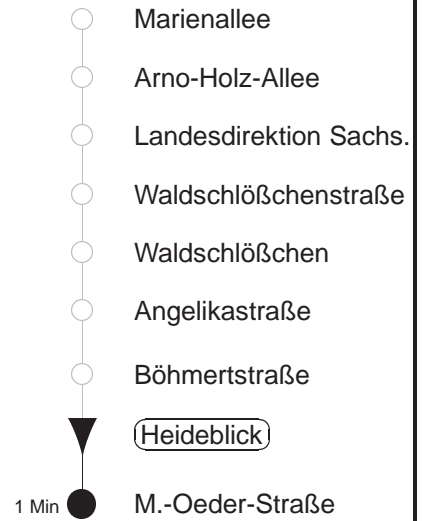 Marienallee
Arno-Holz-Allee
Landesdirektion Sachs.
Waldschlößchenstraße
Waldschlößchen
Angelikastraße
Böhmertstraße
Heideblick
1 Min M.-Oeder-Straße